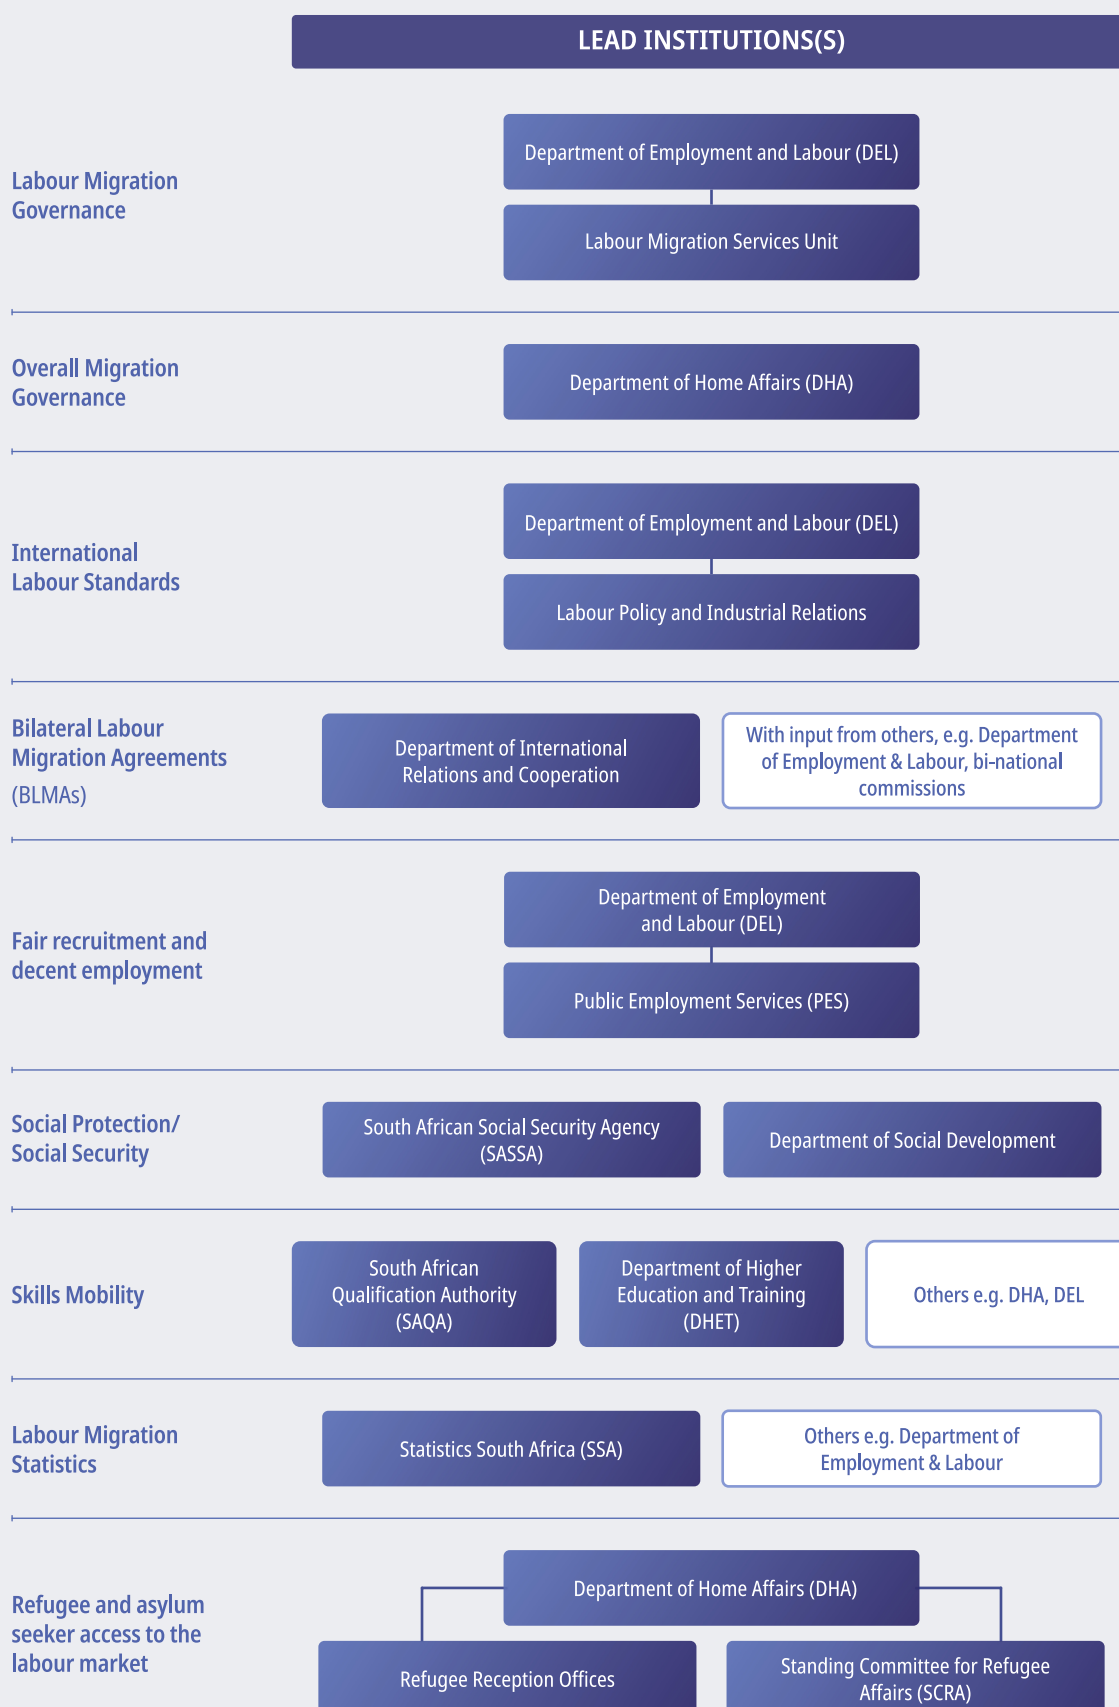 LEAD INSTITUTIONS(S)
Labour Migration
Governance
Department of Employment and Labour (DEL)
Labour Migration Services Unit
Overall Migration
Governance
Department of Home Affairs (DHA)
International
Labour Standards
Department of Employment and Labour (DEL)
Labour Policy and Industrial Relations
Bilateral Labour
Migration Agreements
(BLMAs)
Department of International
Relations and Cooperation
With input from others, e.g. Department
of Employment & Labour, bi-national
commissions
Fair recruitment and
decent employment
Department of Employment
and Labour (DEL)
Public Employment Services (PES)
Social Protection/
Social Security
South African Social Security Agency
(SASSA)
Department of Social Development
Skills Mobility
South African
Qualification Authority
(SAQA)
Department of Higher
Education and Training
(DHET)
Others e.g. DHA, DEL
Labour Migration
Statistics
Statistics South Africa (SSA)
Others e.g. Department of
Employment & Labour
Refugee and asylum
seeker access to the
labour market
Department of Home Affairs (DHA)
Refugee Reception Offices
Standing Committee for Refugee
Affairs (SCRA)